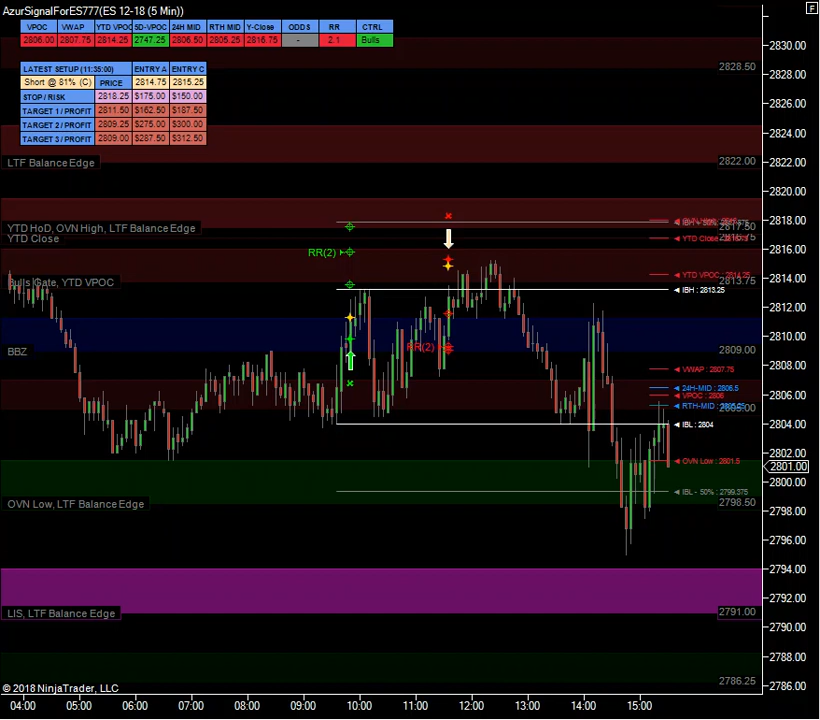 AzurSignalForES777(ES 12-18 (5 Min))
F
VPOC VWAP YTD VPOC 5D-VPOC 24H MID RTH MID Y-Close ODDS RR CTRL
2806.00 2807.75 2814.25 2747.25 2806.50 2805.25 2816.75 - 2.1 Bulls
LATEST SETUP (11:35:00) ENTRY A ENTRY C
Short @ 81% (C) PRICE 2814.75 2815.25
STOP / RISK 2818.25 $175.00 $150.00
TARGET 1 / PROFIT 2811.50 $162.50 $187.50
TARGET 2 / PROFIT 2809.25 $275.00 $300.00
TARGET 3 / PROFIT 2809.00 $287.50 $312.50
2830.00
2828.50
2828.00
2826.00
2824.00
LTF Balance Edge
2822.00
2822.00
2820.00
2818.00
YTD HoD, OVN High, LTF Balance Edge
2817.50
YTD Close
YTD Close
2816.00
RR(2)
YTD VPOC : 2814.25
2814.00
Bulls Gate, YTD VPOC
2813.75
IBH : 2813.25
2812.00
2810.00
RR(2)
BBZ
2809.00
2808.00
VWAP : 2807.75
24H-MID : 2806.5
2806.00
VPOC : 2806
RTH-MID
2804.00
IBL : 2804
2802.00
OVN Low : 2801.5
2801.00
2800.00
IBL - 50% : 2799.375
OVN Low, LTF Balance Edge
2798.50
2798.00
2796.00
2794.00
2792.00
LIS, LTF Balance Edge
2791.00
2790.00
2788.00
2786.25
2786.00
© 2018 NinjaTrader, LLC
04:00 05:00 06:00 07:00 08:00 09:00 10:00 11:00 12:00 13:00 14:00 15:00